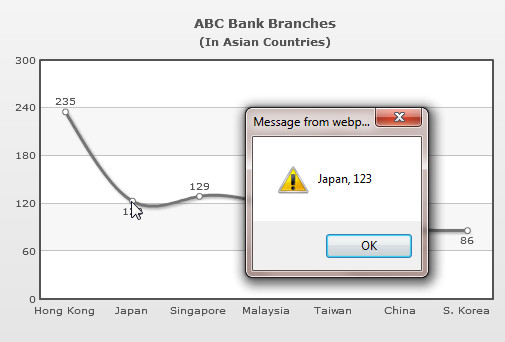 ABC Bank Branches
(In Asian Countries)
300
240
180
120
60
0
235
129
86
Message from webp...
Japan, 123
OK
Hong Kong Japan Singapore Malaysia Taiwan China S. Korea